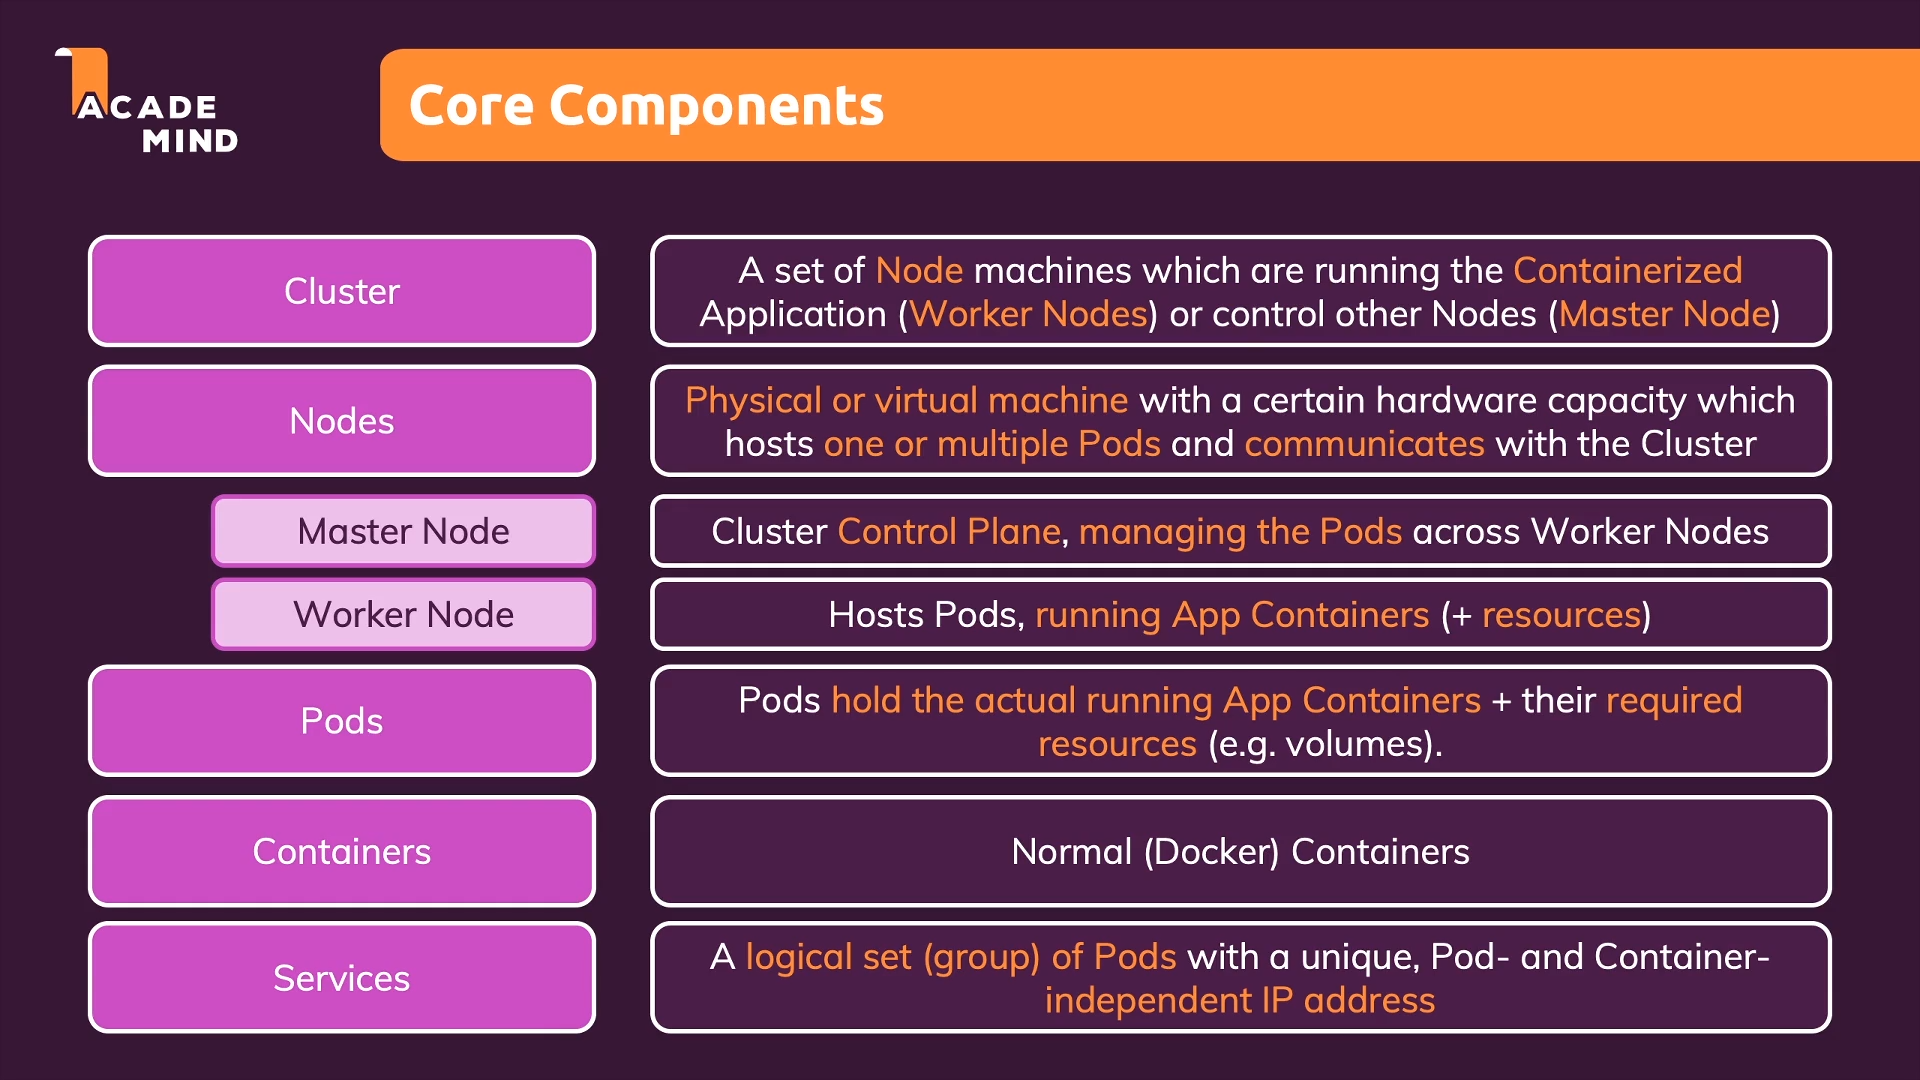 ACADE
MIND
Core Components
Cluster
A set of Node machines which are running the Containerized
Application (Worker Nodes) or control other Nodes (Master Node)
Nodes
Physical or virtual machine with a certain hardware capacity which
hosts one or multiple Pods and communicates with the Cluster
Master Node
Cluster Control Plane, managing the Pods across Worker Nodes
Worker Node
Hosts Pods, running App Containers (+ resources)
Pods
Pods hold the actual running App Containers + their required
resources (e.g. volumes).
Containers
Normal (Docker) Containers
Services
A logical set (group) of Pods with a unique, Pod- and Container-
independent IP address